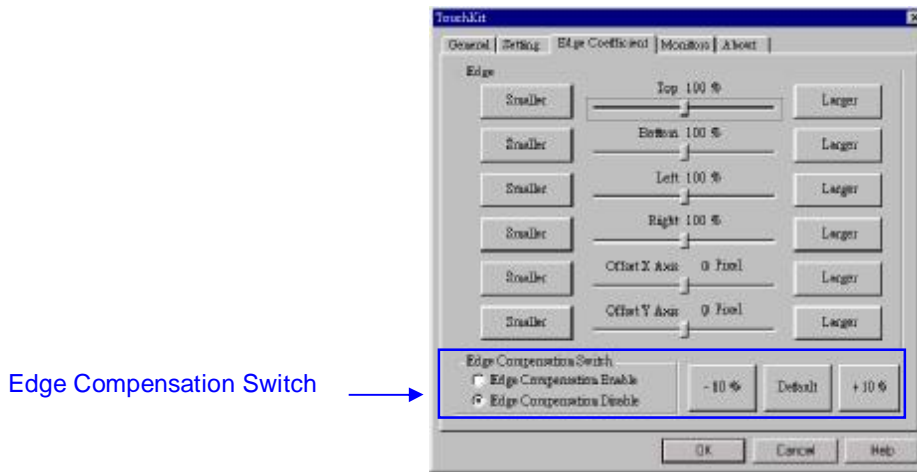 TouchKit
General Setting Edge Coefficient Monitors About
Edge
Top 100 %
Smaller Larger
Bottom 100 %
Smaller Larger
Left 100 %
Smaller Larger
Right 100 %
Smaller Larger
Offset X Axis 0 Pixel
Smaller Larger
Offset Y Axis 0 Pixel
Smaller Larger
Edge Compensation Switch
Edge Compensation Switch
Edge Compensation Enable
Edge Compensation Disable
- 10 % Default + 10 %
OK Cancel Help